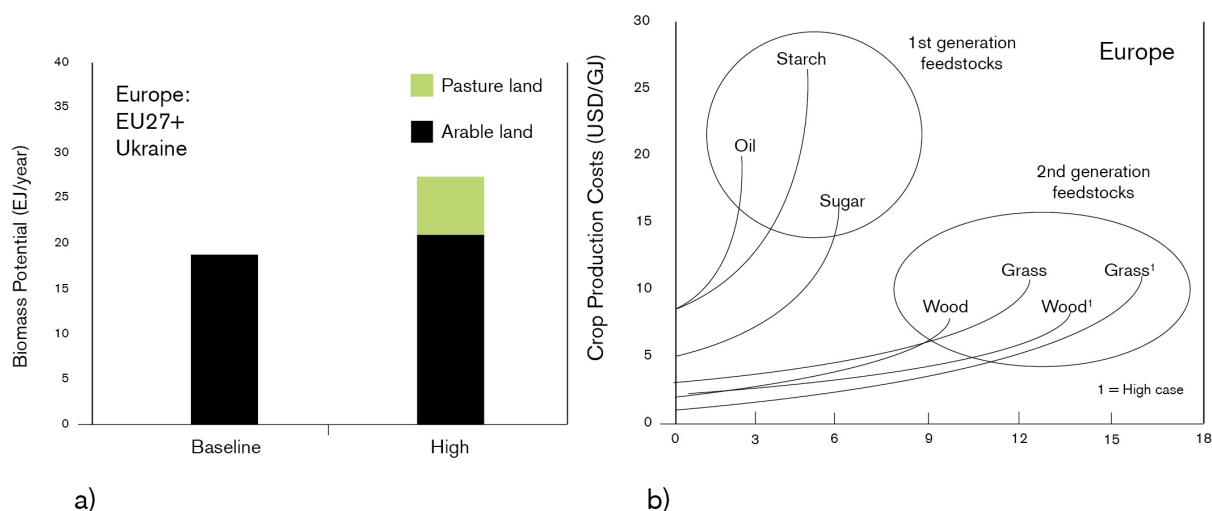 40
35
30
25
20
15
10
5
0
Biomass Potential (EJ/year)
Europe:
EU27+
Ukraine
Pasture land
Arable land
Baseline
High
a)
30
25
20
15
10
5
0
Crop Production Costs (USD/GJ)
Europe
1st generation
feedstocks
Starch
Oil
Sugar
2nd generation
feedstocks
Grass
Grass¹
Wood
Wood¹
1 = High case
0 3 6 9 12 15 18
b)